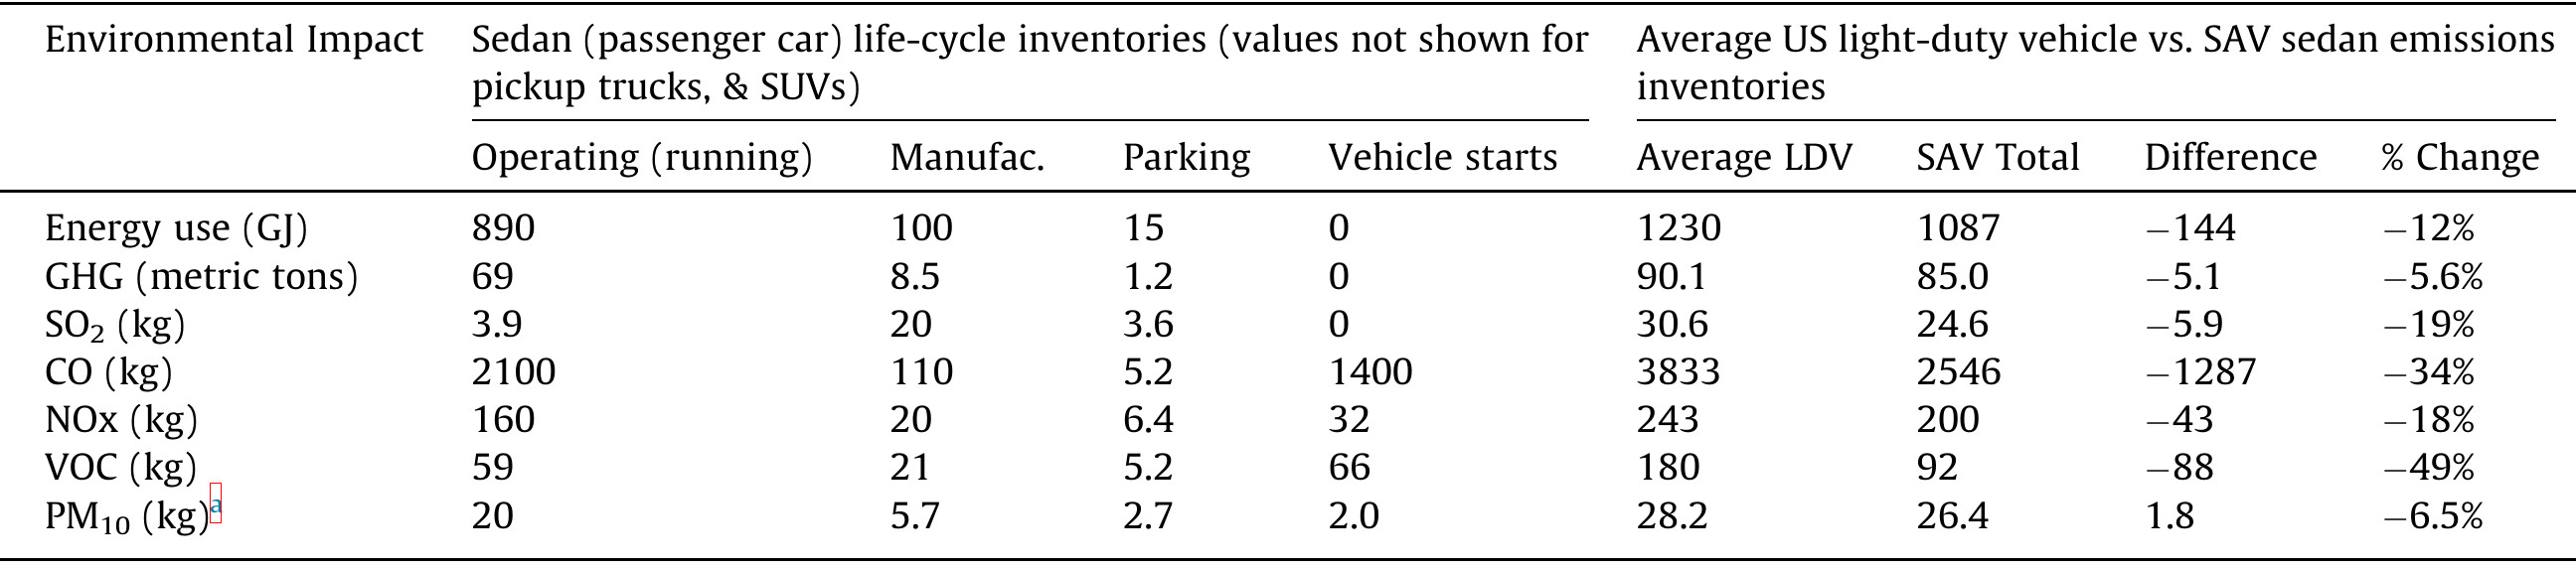 Environmental Impact Sedan (passenger car) life-cycle inventories (values not shown for pickup trucks, & SUVs) Average US light-duty vehicle vs. SAV sedan emissions inventories
Operating (running) Manufac. Parking Vehicle starts Average LDV SAV Total Difference % Change
Energy use (GJ) 890 100 15 0 1230 1087 −144 −12%
GHG (metric tons) 69 8.5 1.2 0 90.1 85.0 −5.1 −5.6%
SO₂ (kg) 3.9 20 3.6 0 30.6 24.6 −5.9 −19%
CO (kg) 2100 110 5.2 1400 3833 2546 −1287 −34%
NOx (kg) 160 20 6.4 32 243 200 −43 −18%
VOC (kg) 59 21 5.2 66 180 92 −88 −49%
PM₁₀ (kg)ᵃ 20 5.7 2.7 2.0 28.2 26.4 1.8 −6.5%